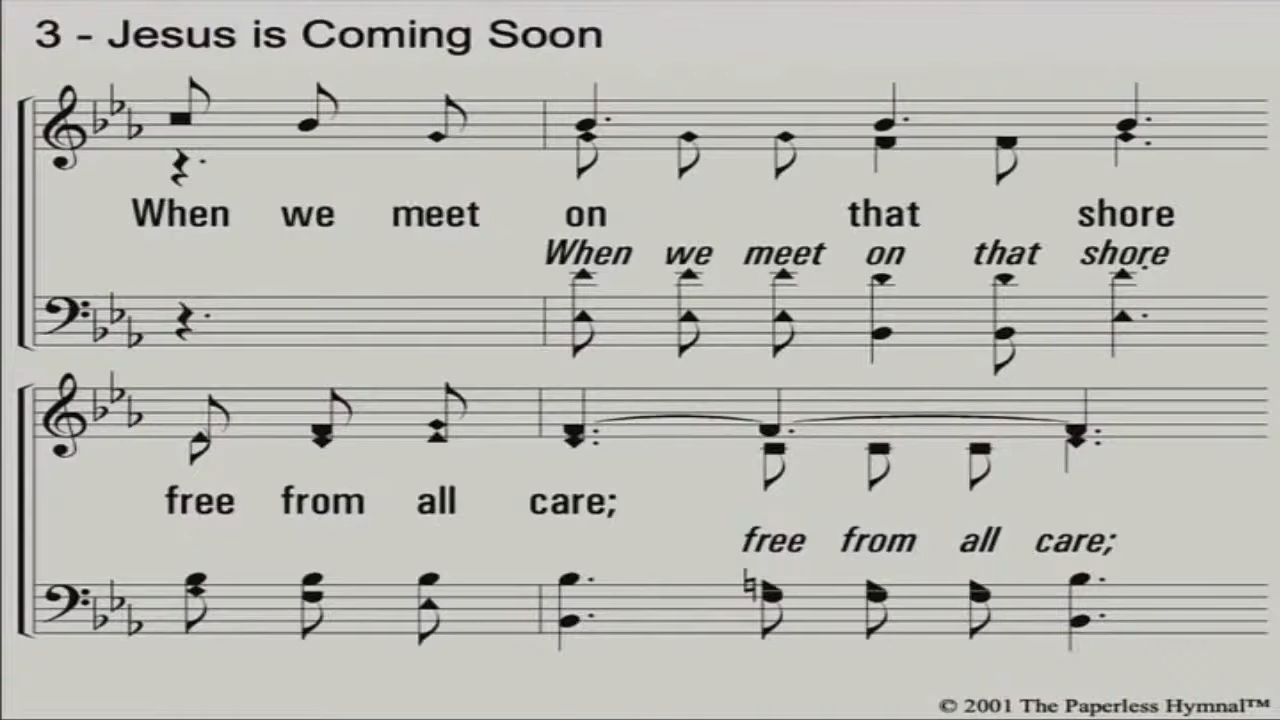 3 - Jesus is Coming Soon
When we meet on that shore
When we meet on that shore
free from all care;
free from all care;
© 2001 The Paperless Hymnal™